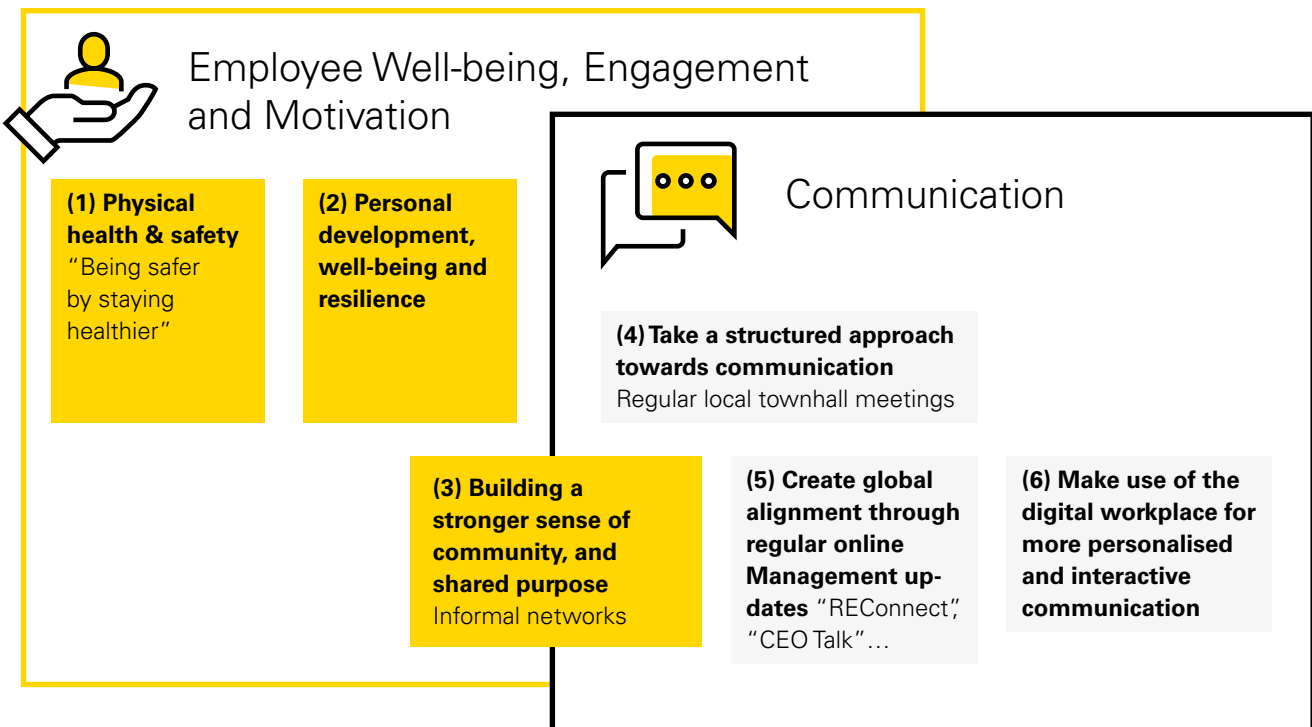 Employee Well-being, Engagement
and Motivation
(1) Physical
health & safety
“Being safer
by staying
healthier”
(2) Personal
development,
well-being and
resilience
Communication
(4) Take a structured approach
towards communication
Regular local townhall meetings
(3) Building a
stronger sense of
community, and
shared purpose
Informal networks
(5) Create global
alignment through
regular online
Management up-
dates “REConnect”,
“CEO Talk”…
(6) Make use of the
digital workplace for
more personalised
and interactive
communication